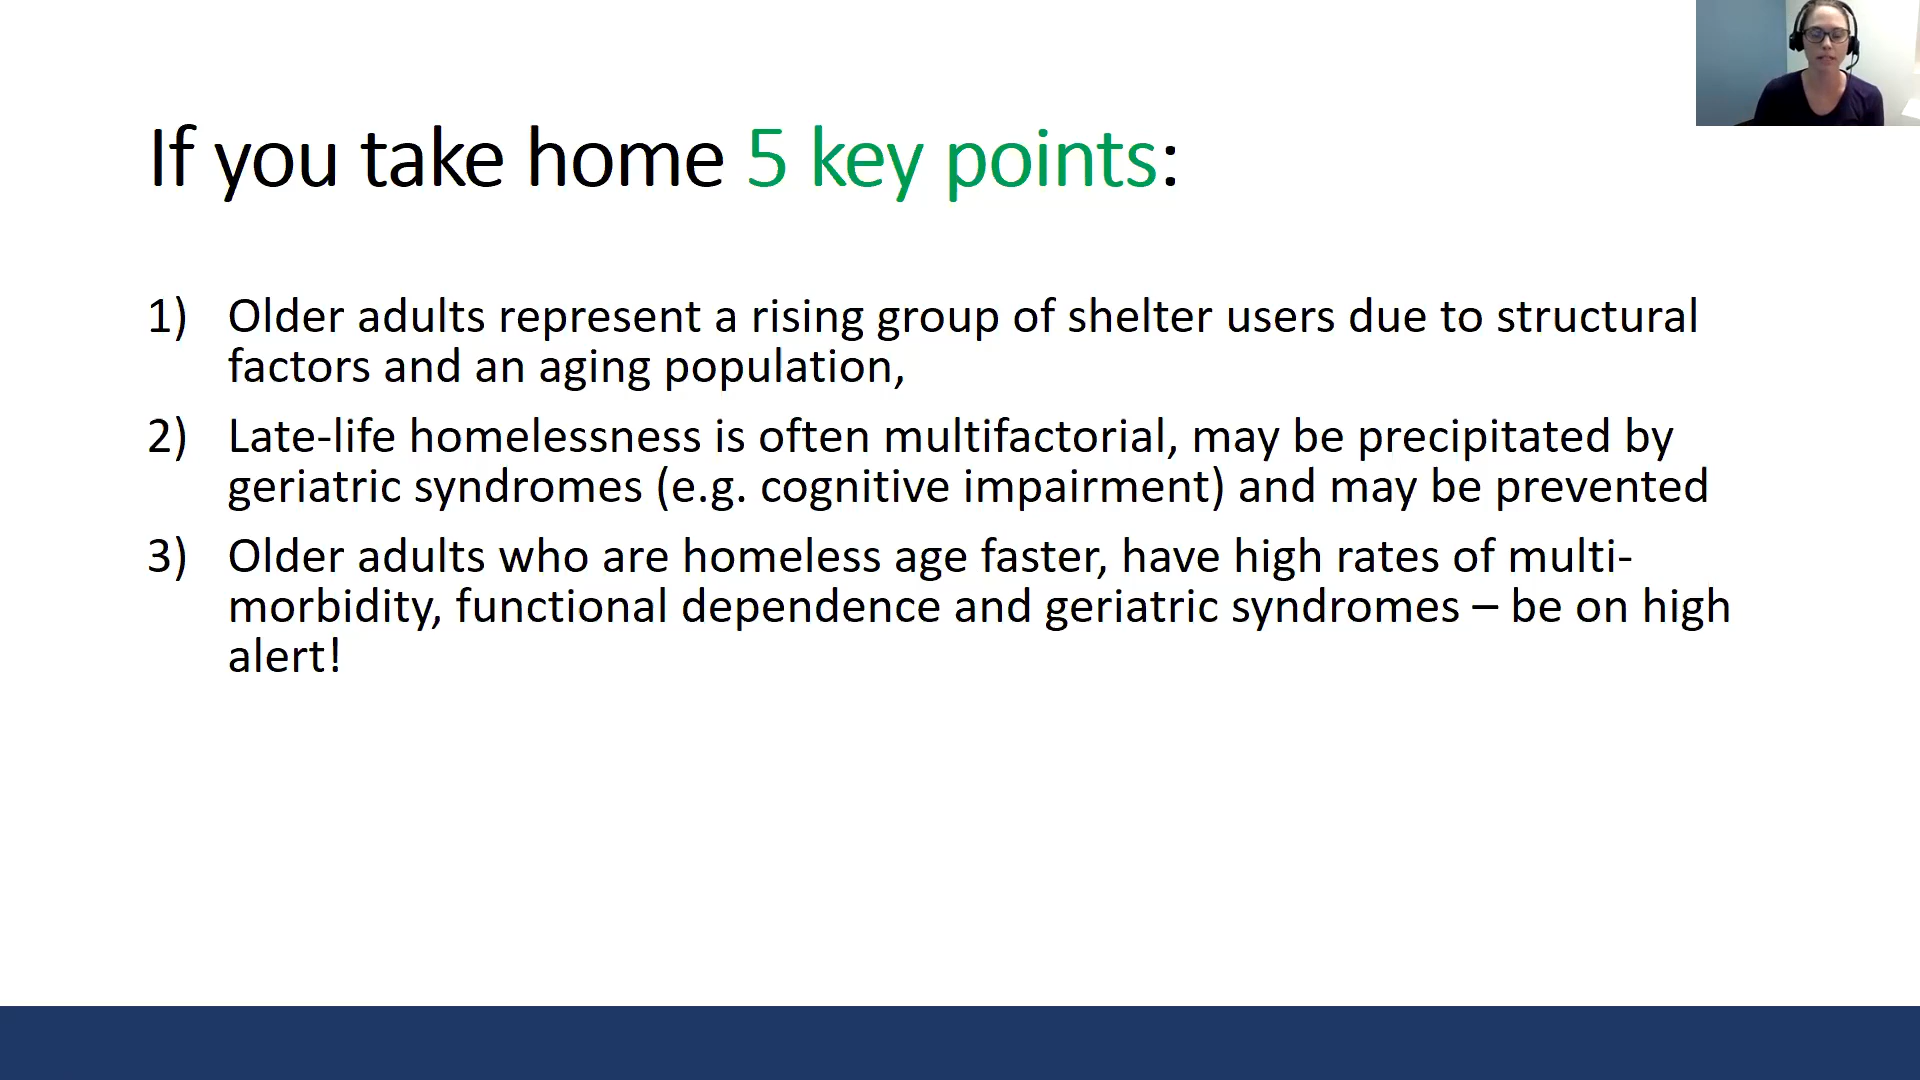 If you take home 5 key points:
1) Older adults represent a rising group of shelter users due to structural
factors and an aging population,
2) Late-life homelessness is often multifactorial, may be precipitated by
geriatric syndromes (e.g. cognitive impairment) and may be prevented
3) Older adults who are homeless age faster, have high rates of multi-
morbidity, functional dependence and geriatric syndromes – be on high
alert!